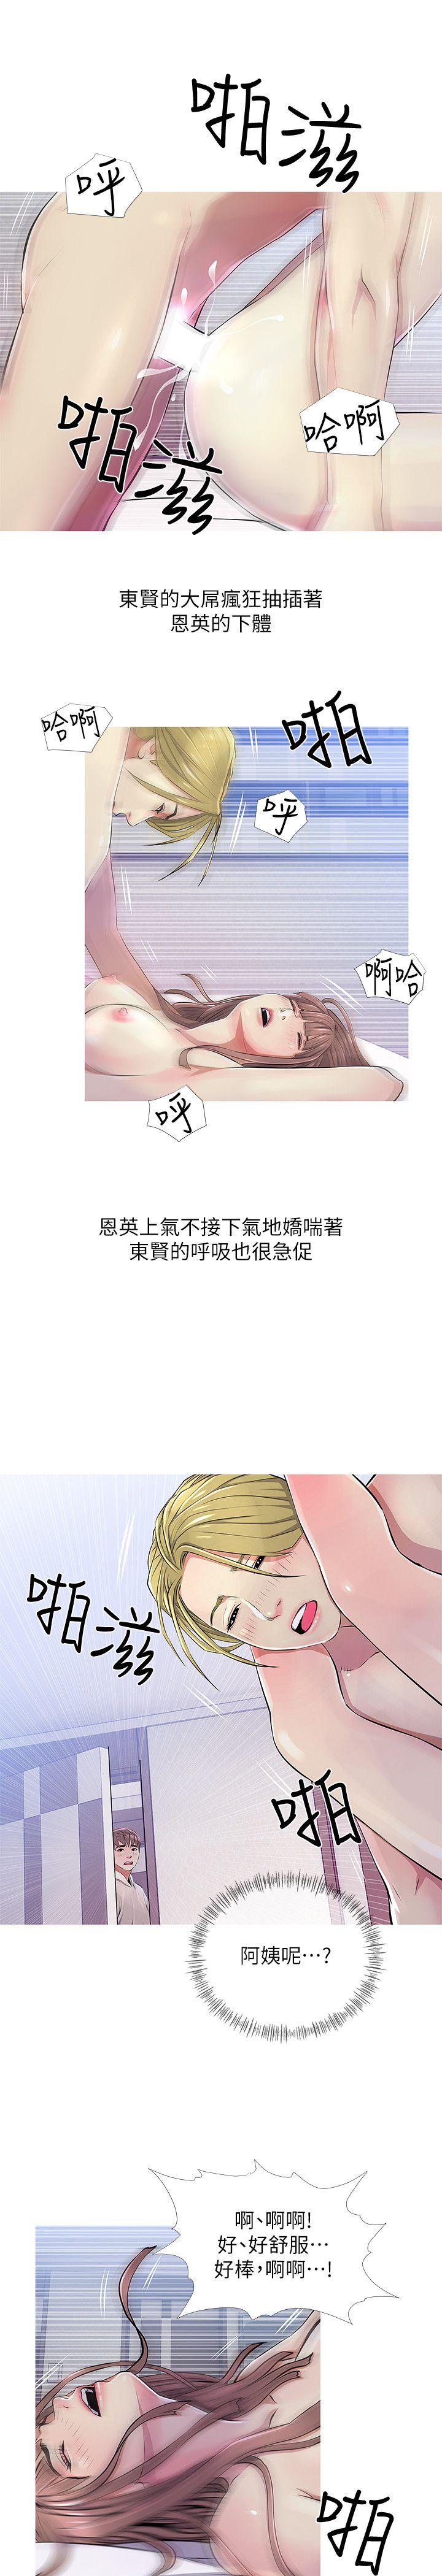 啪滋
呼
哈啊
啪滋
東賢的大屌瘋狂抽插著
恩英的下體
啪
哈啊
呼
啊哈
呼
恩英上氣不接下氣地嬌喘著
東賢的呼吸也很急促
啪滋
啪
阿姨呢⋯?
啊、啊啊!
好、好舒服⋯
好棒,啊啊⋯!
啪